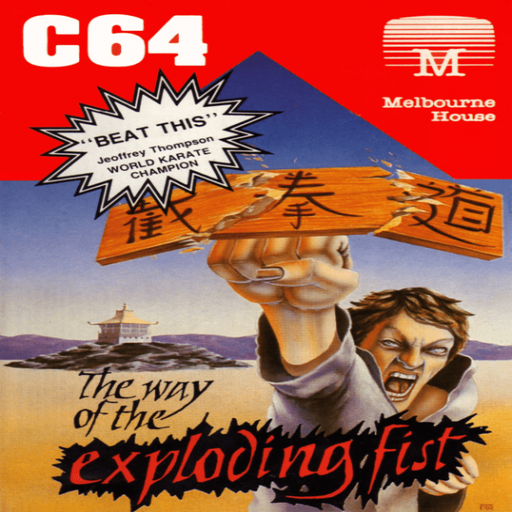 C64
M
Melbourne
House
"BEAT THIS"
Jeoffrey Thompson
WORLD KARATE
CHAMPION
截拳道
The way
of the
exploding fist